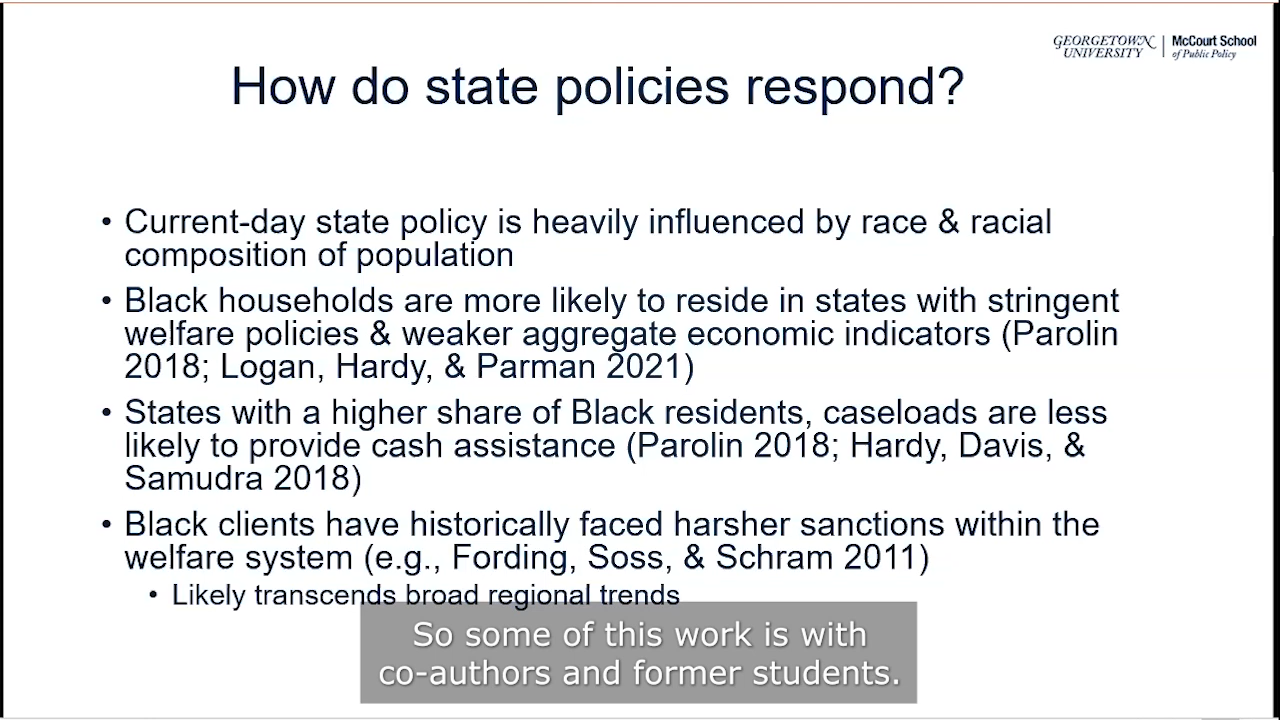 GEORGETOWN UNIVERSITY
McCourt School of Public Policy
How do state policies respond?
• Current-day state policy is heavily influenced by race & racial
composition of population
• Black households are more likely to reside in states with stringent
welfare policies & weaker aggregate economic indicators (Parolin
2018; Logan, Hardy, & Parman 2021)
• States with a higher share of Black residents, caseloads are less
likely to provide cash assistance (Parolin 2018; Hardy, Davis, &
Samudra 2018)
• Black clients have historically faced harsher sanctions within the
welfare system (e.g., Fording, Soss, & Schram 2011)
• Likely transcends broad regional trends
So some of this work is with
co-authors and former students.